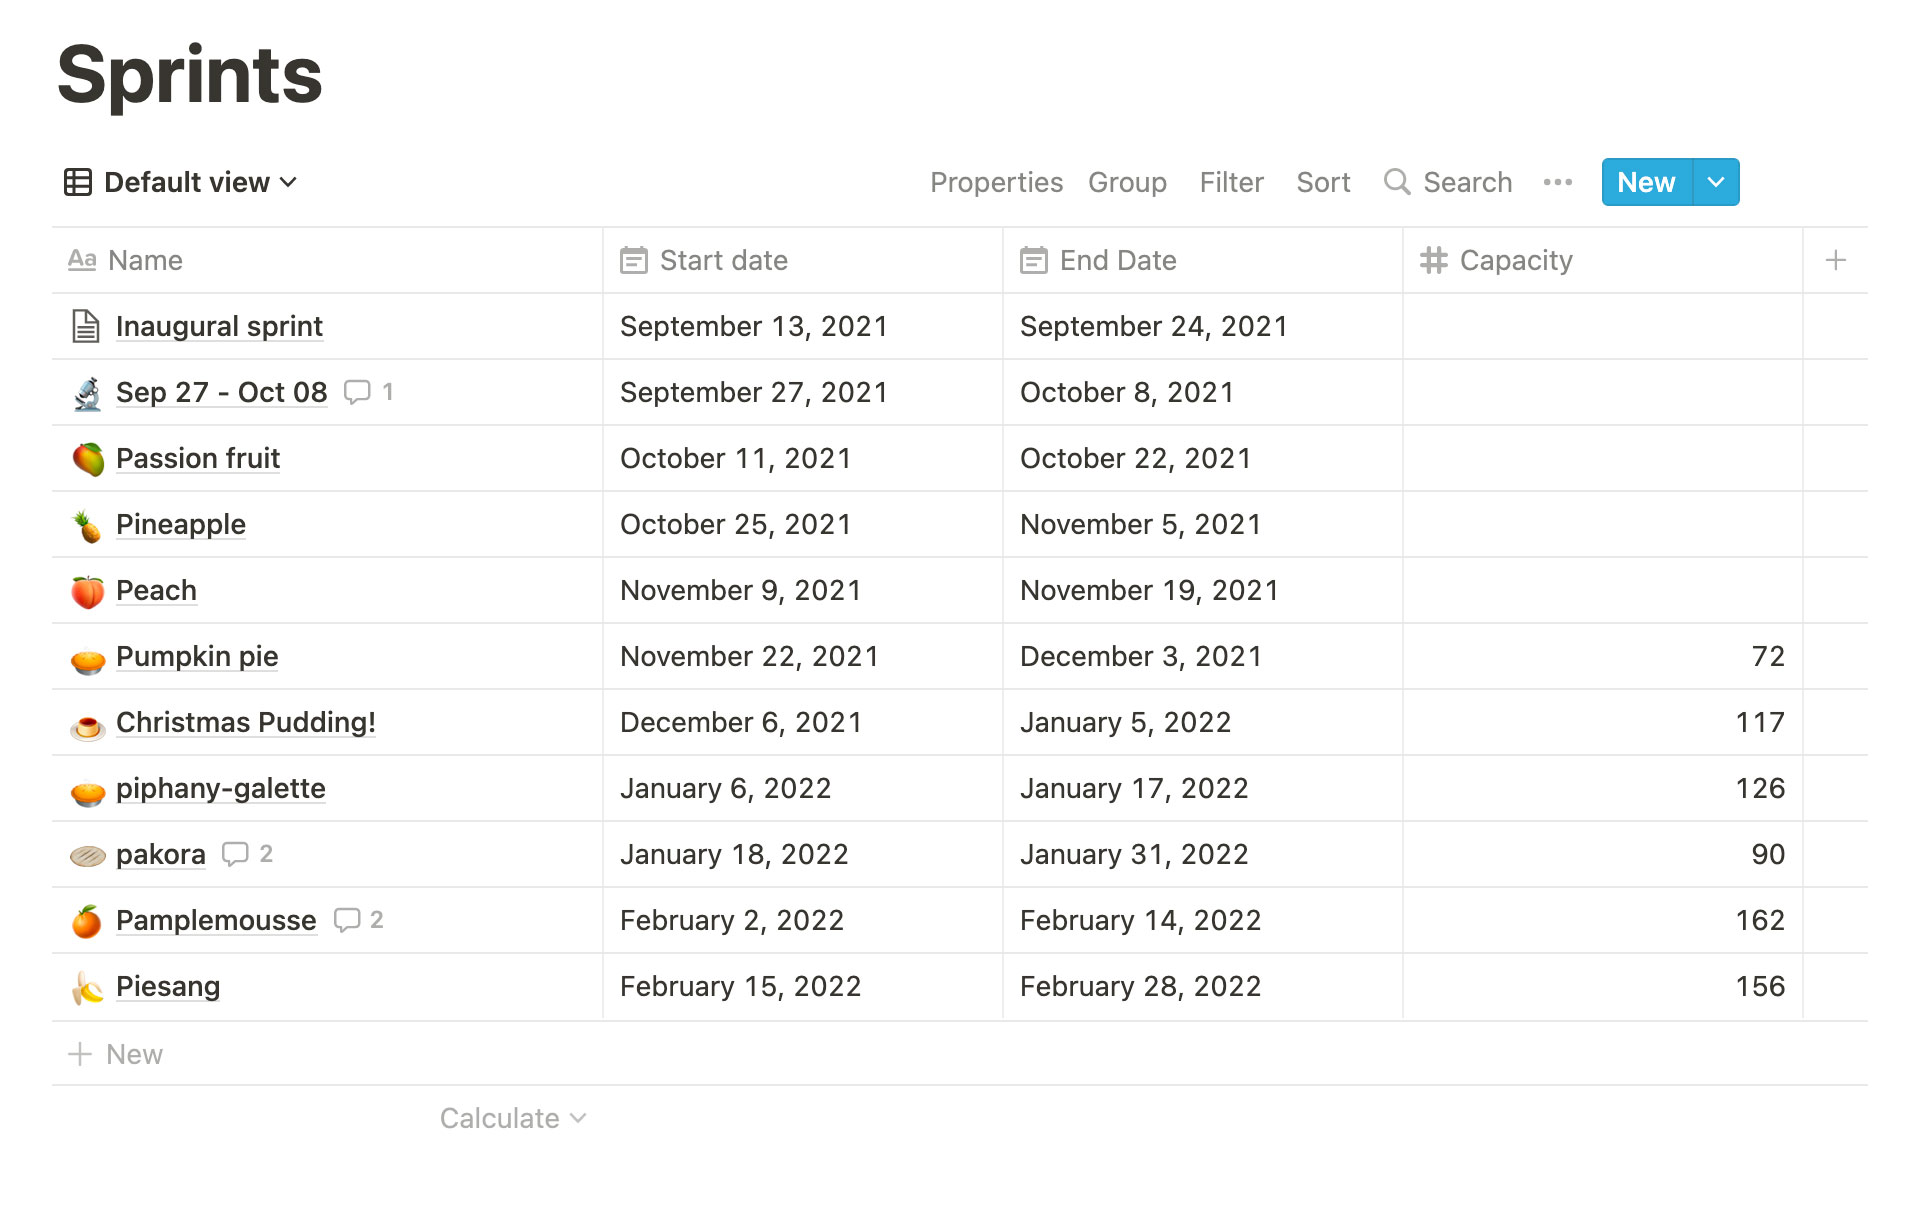 Sprints
Default view Properties Group Filter Sort Search New
Aa Name Start date End Date # Capacity +
Inaugural sprint September 13, 2021 September 24, 2021
Sep 27 - Oct 08 1 September 27, 2021 October 8, 2021
Passion fruit October 11, 2021 October 22, 2021
Pineapple October 25, 2021 November 5, 2021
Peach November 9, 2021 November 19, 2021
Pumpkin pie November 22, 2021 December 3, 2021 72
Christmas Pudding! December 6, 2021 January 5, 2022 117
piphany-galette January 6, 2022 January 17, 2022 126
pakora 2 January 18, 2022 January 31, 2022 90
Pamplemousse 2 February 2, 2022 February 14, 2022 162
Piesang February 15, 2022 February 28, 2022 156
+ New
Calculate